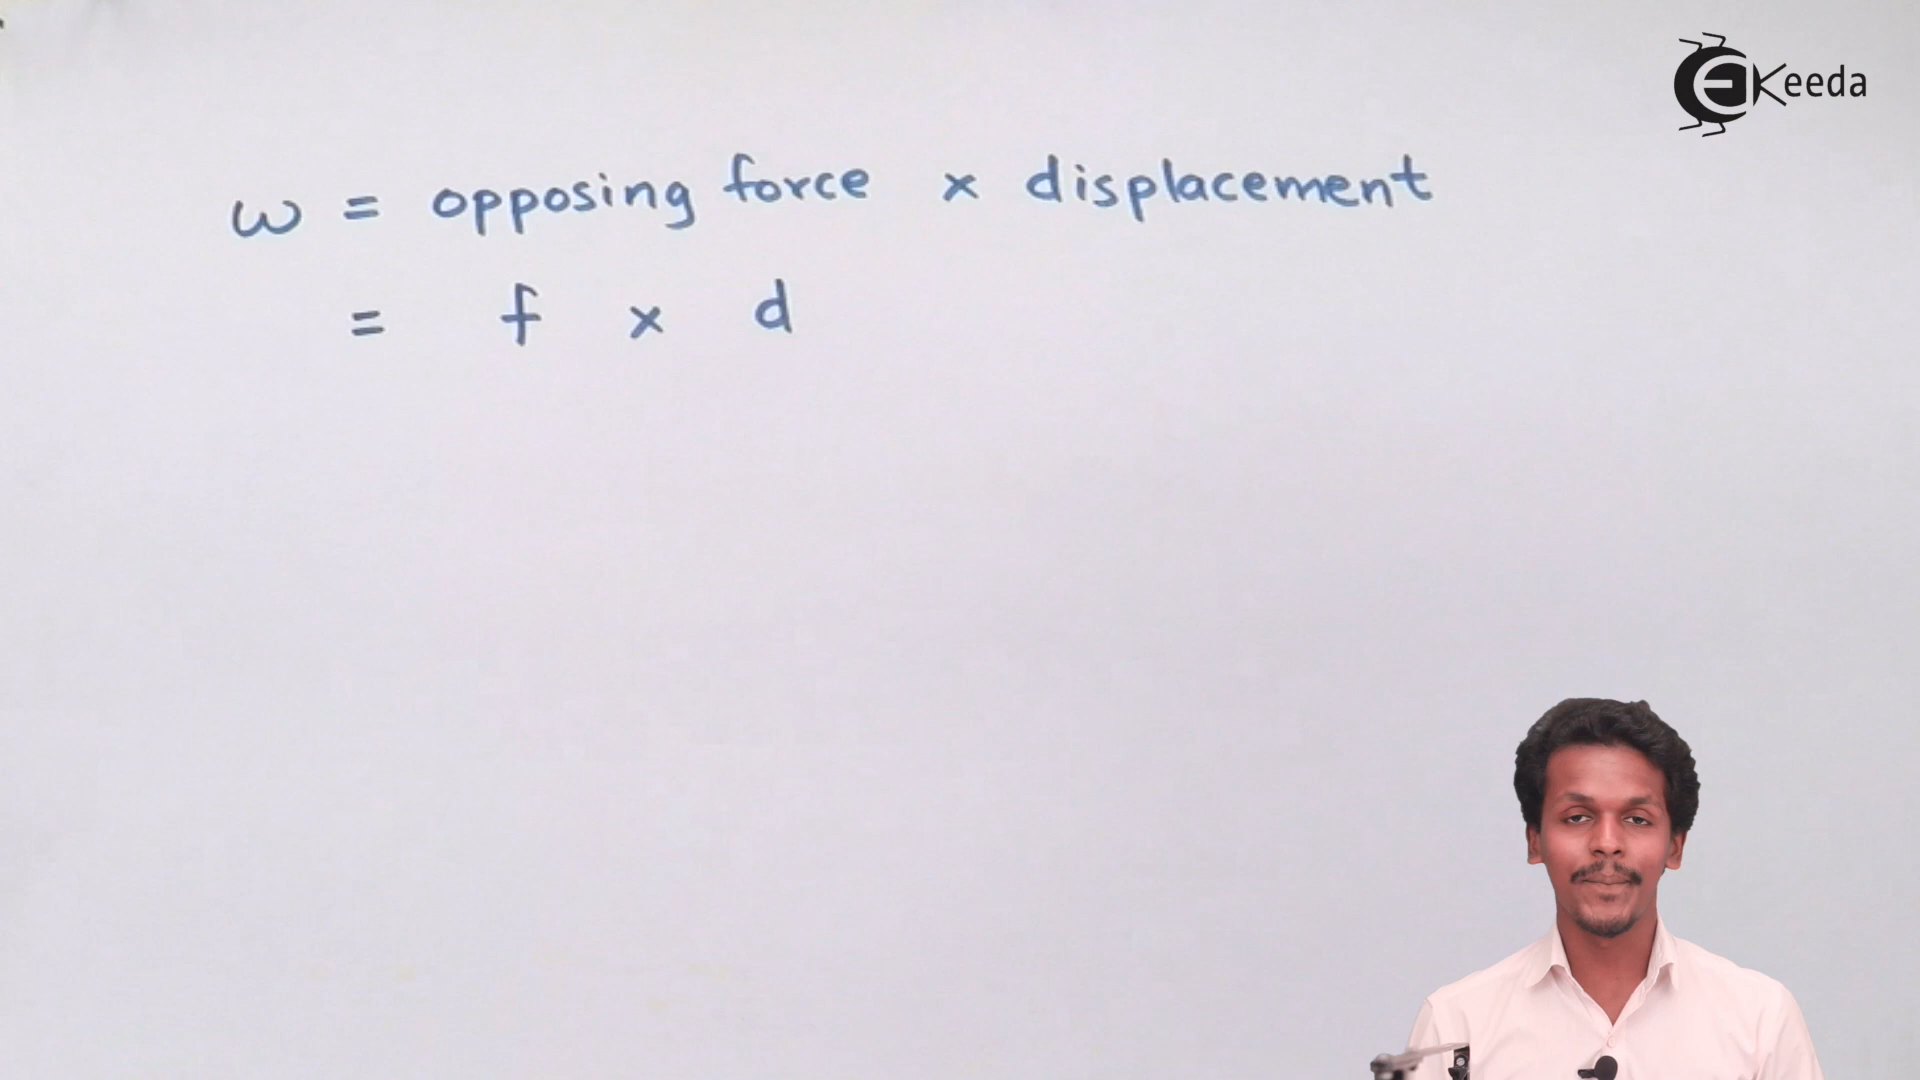 EKeeda
w = opposing force x displacement
= f x d